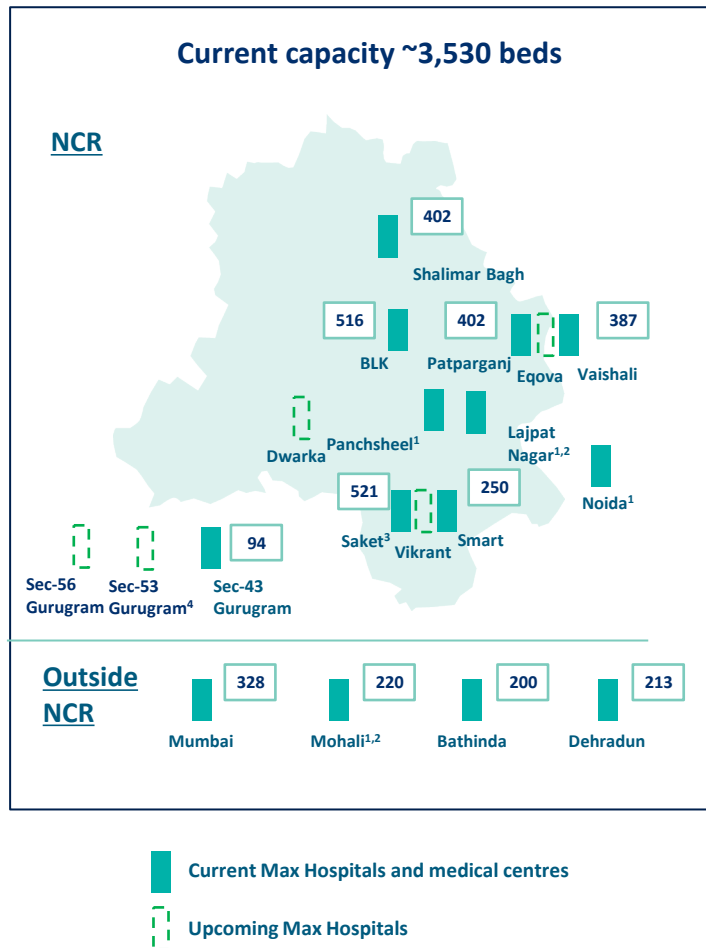 Current capacity ~3,530 beds
NCR
402
Shalimar Bagh
516
BLK
402
Patparganj
Eqova
387
Vaishali
Dwarka
Panchsheel¹
Lajpat
Nagar¹,²
Noida¹
521
Saket³
Vikrant
250
Smart
Sec-56
Gurugram
Sec-53
Gurugram⁴
94
Sec-43
Gurugram
Outside
NCR
328
Mumbai
220
Mohali¹,²
200
Bathinda
213
Dehradun
Current Max Hospitals and medical centres
Upcoming Max Hospitals